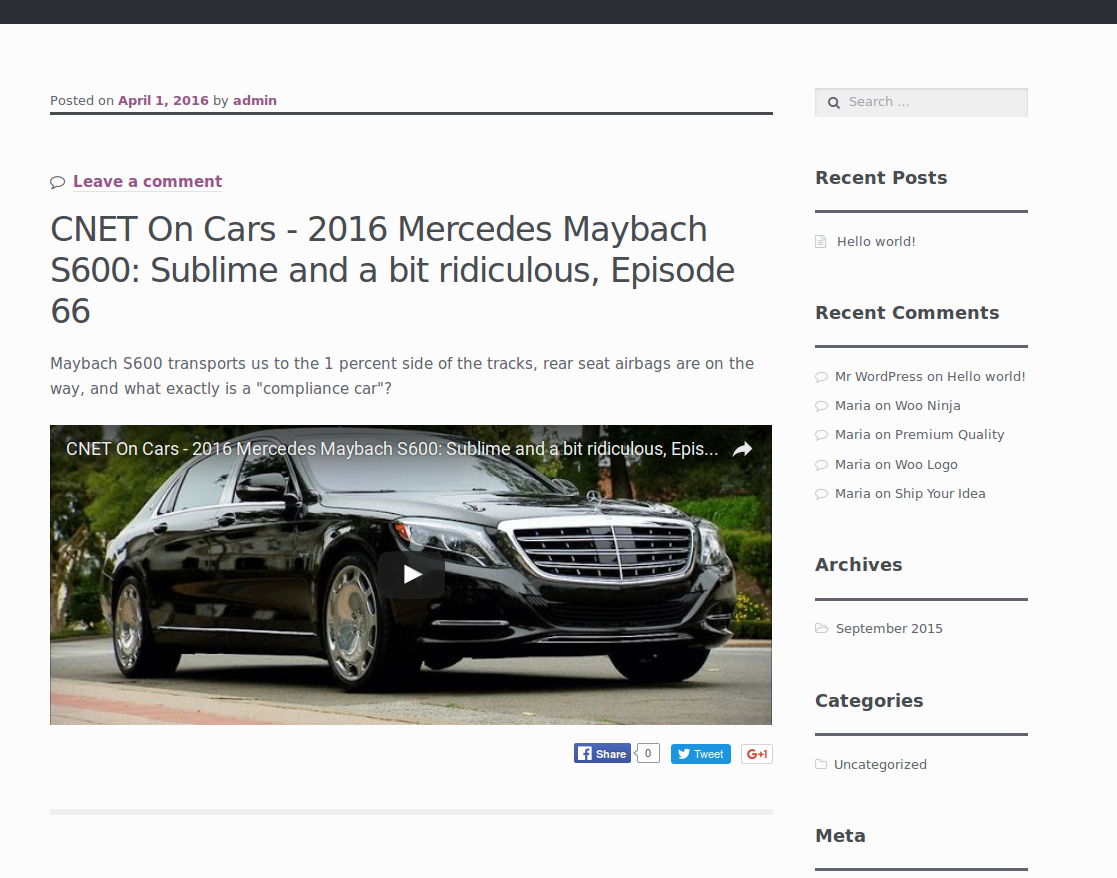 Posted on April 1, 2016 by admin
Leave a comment
CNET On Cars - 2016 Mercedes Maybach
S600: Sublime and a bit ridiculous, Episode
66
Maybach S600 transports us to the 1 percent side of the tracks, rear seat airbags are on the
way, and what exactly is a "compliance car"?
CNET On Cars - 2016 Mercedes Maybach S600: Sublime and a bit ridiculous, Epis...
Share 0 Tweet G+1
Search ...
Recent Posts
Hello world!
Recent Comments
Mr WordPress on Hello world!
Maria on Woo Ninja
Maria on Premium Quality
Maria on Woo Logo
Maria on Ship Your Idea
Archives
September 2015
Categories
Uncategorized
Meta